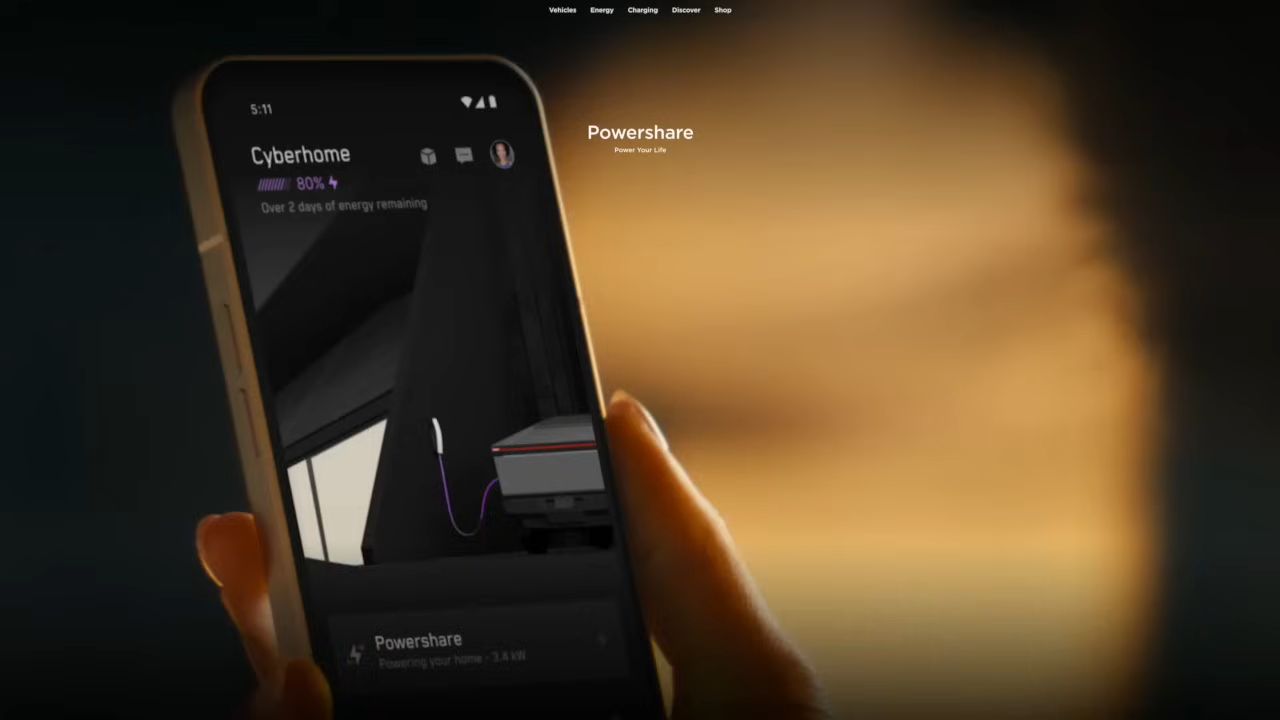 Vehicles Energy Charging Discover Shop
5:11
Powershare
Power Your Life
Cyberhome
80%
Over 2 days of energy remaining
Powershare
Powering your home - 3.4 kW